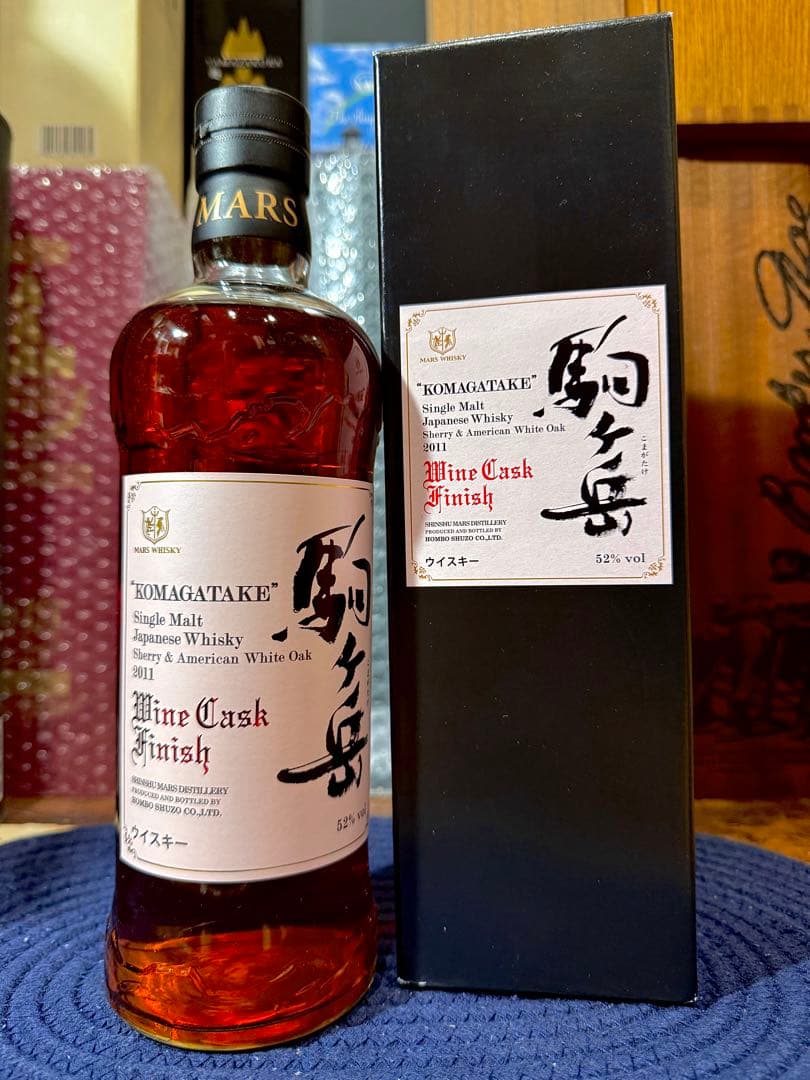 MARS
MARS WHISKY
"KOMAGATAKE"
Single Malt
Japanese Whisky
Sherry & American White Oak
2011
Wine Cask
Finish
SHINSHU MARS DISTILLERY
PRODUCED AND BOTTLED BY
HOMBO SHUZO CO.,LTD.
ウイスキー
52% vol
駒ヶ岳
MARS WHISKY
"KOMAGATAKE"
Single Malt
Japanese Whisky
Sherry & American White Oak
2011
Wine Cask
Finish
SHINSHU MARS DISTILLERY
PRODUCED AND BOTTLED BY
HOMBO SHUZO CO.,LTD.
ウイスキー
52% vol
駒ヶ岳
こまがたけ